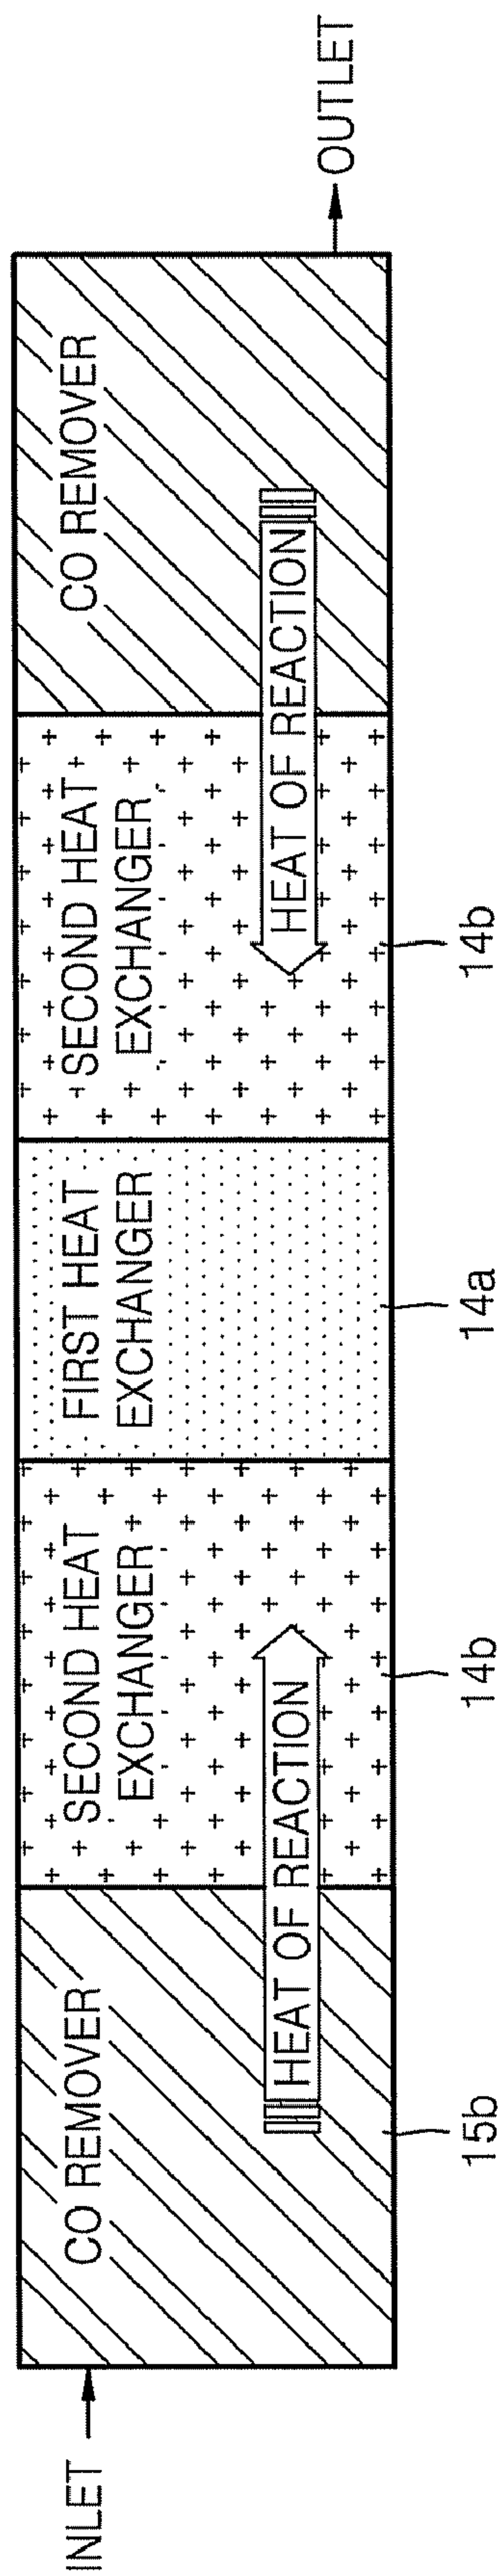 INLET
CO REMOVER
HEAT OF REACTION
15b
SECOND HEAT
EXCHANGER
14b
FIRST HEAT
EXCHANGER
14a
SECOND HEAT
EXCHANGER
14b
HEAT OF REACTION
CO REMOVER
OUTLET